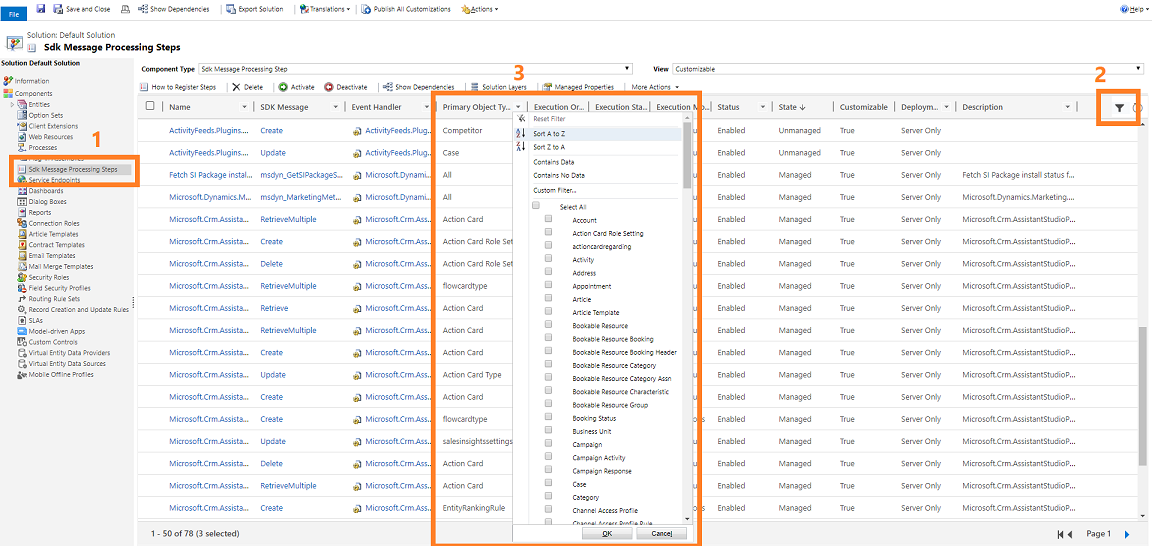 File
Save and Close
Show Dependencies
Export Solution
Translations
Publish All Customizations
Actions
Help
Solution: Default Solution
Sdk Message Processing Steps
Solution Default Solution
Information
Components
Entities
Option Sets
Client Extensions
Web Resources
Processes
Sdk Message Processing Steps
Service Endpoints
Dashboards
Dialog Boxes
Reports
Connection Roles
Article Templates
Contract Templates
Email Templates
Mail Merge Templates
Security Roles
Field Security Profiles
Routing Rule Sets
Record Creation and Update Rules
SLAs
Model-driven Apps
Custom Controls
Virtual Entity Data Providers
Virtual Entity Data Sources
Mobile Offline Profiles
1
2
3
Component Type Sdk Message Processing Step View Customizable
How to Register Steps Delete Activate Deactivate Show Dependencies Solution Layers Managed Properties More Actions
Name SDK Message Event Handler Primary Object Ty... Execution Or... Execution Sta... Execution Mo... Status State Customizable Deploym... Description
ActivityFeeds.Plugins.... Create ActivityFeeds.Plugins.... Competitor Enabled Unmanaged True Server Only
ActivityFeeds.Plugins.... Update ActivityFeeds.Plugins.... Case Enabled Unmanaged True Server Only
Fetch SI Package install... msdyn_GetSIPackageS... Microsoft.Dynami... All Enabled Managed True Server Only Fetch SI Package install status f...
Microsoft.Dynamics.M... msdyn_MarketingMet... Microsoft.Dynami... All Enabled Managed True Server Only Microsoft.Dynamics.Marketing....
Microsoft.Crm.Assista... RetrieveMultiple Microsoft.Crm.Assi... Action Card Enabled Managed True Server Only Microsoft.Crm.AssistantStudioP...
Microsoft.Crm.Assista... Create Microsoft.Crm.Assi... Action Card Role Set Enabled Managed True Server Only Microsoft.Crm.AssistantStudioP...
Microsoft.Crm.Assista... Delete Microsoft.Crm.Assi... Action Card Role Set Enabled Managed True Server Only Microsoft.Crm.AssistantStudioP...
Microsoft.Crm.Assista... RetrieveMultiple Microsoft.Crm.Assi... flowcardtype Enabled Managed True Server Only Microsoft.Crm.AssistantStudioP...
Microsoft.Crm.Assista... Retrieve Microsoft.Crm.Assi... Action Card Enabled Managed True Server Only Microsoft.Crm.AssistantStudioP...
Microsoft.Crm.Assista... RetrieveMultiple Microsoft.Crm.Assi... Action Card Enabled Managed True Server Only Microsoft.Crm.AssistantStudioP...
Microsoft.Crm.Assista... Create Microsoft.Crm.Assi... Action Card Enabled Managed True Server Only Microsoft.Crm.AssistantStudioP...
Microsoft.Crm.Assista... Update Microsoft.Crm.Assi... Action Card Type Enabled Managed True Server Only Microsoft.Crm.AssistantStudioP...
Microsoft.Crm.Assista... Create Microsoft.Crm.Assi... Action Card Enabled Managed True Server Only Microsoft.Crm.AssistantStudioP...
Microsoft.Crm.Assista... Create Microsoft.Crm.Assi... flowcardtype Enabled Managed True Server Only Microsoft.Crm.AssistantStudioP...
Microsoft.Crm.Assista... Update Microsoft.Crm.Assi... salesinsightssettings Enabled Managed True Server Only Microsoft.Crm.AssistantStudioP...
Microsoft.Crm.Assista... Delete Microsoft.Crm.Assi... Action Card Enabled Managed True Server Only Microsoft.Crm.AssistantStudioP...
Microsoft.Crm.Assista... RetrieveMultiple Microsoft.Crm.Assi... Action Card Enabled Managed True Server Only Microsoft.Crm.AssistantStudioP...
Microsoft.Crm.Assista... Create Microsoft.Crm.Assi... EntityRankingRule Enabled Managed True Server Only Microsoft.Crm.AssistantStudioP...
Reset Filter
Sort A to Z
Sort Z to A
Contains Data
Contains No Data
Custom Filter...
Select All
Account
Action Card Role Setting
actioncardregarding
Activity
Address
Appointment
Article
Article Template
Bookable Resource
Bookable Resource Booking
Bookable Resource Booking Header
Bookable Resource Category
Bookable Resource Category Assn
Bookable Resource Characteristic
Bookable Resource Group
Booking Status
Business Unit
Campaign
Campaign Activity
Campaign Response
Case
Category
Channel Access Profile
Channel Access Profile Rule
OK Cancel
1 - 50 of 78 (3 selected) Page 1